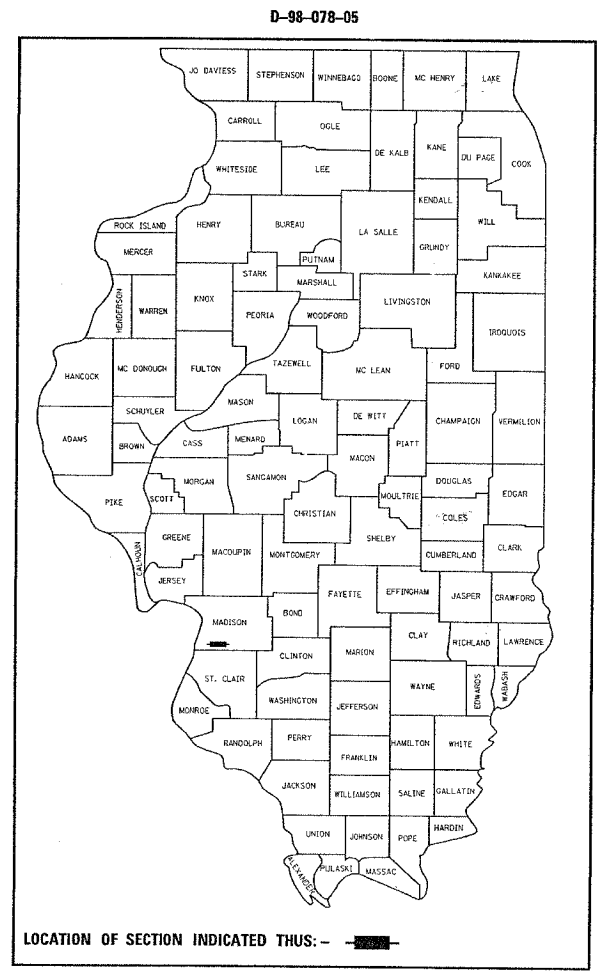 D-98-078-05
JO DAVIESS STEPHENSON WINNEBAGO BOONE MC HENRY LAKE
CARROLL OGLE DE KALB KANE DU PAGE COOK
WHITESIDE LEE
KENDALL WILL
ROCK ISLAND HENRY BUREAU LA SALLE GRUNDY
MERCER PUTNAM
STARK MARSHALL KANKAKEE
HENDERSON WARREN KNOX PEORIA WOODFORD LIVINGSTON IROQUOIS
HANCOCK MC DONOUGH FULTON TAZEWELL MC LEAN FORD
SCHUYLER MASON LOGAN DE WITT CHAMPAIGN VERMILION
ADAMS BROWN CASS MENARD MACON PIATT
PIKE SCOTT MORGAN SANGAMON MOULTRIE DOUGLAS EDGAR
CHRISTIAN COLES
CALHOUN GREENE MACOUPIN MONTGOMERY SHELBY CUMBERLAND CLARK
JERSEY FAYETTE EFFINGHAM JASPER CRAWFORD
MADISON BOND CLAY RICHLAND LAWRENCE
CLINTON MARION
ST. CLAIR WAYNE EDWARDS WABASH
MONROE WASHINGTON JEFFERSON
RANDOLPH PERRY HAMILTON WHITE
FRANKLIN
JACKSON WILLIAMSON SALINE GALLATIN
UNION JOHNSON POPE HARDIN
ALEXANDER PULASKI MASSAC
LOCATION OF SECTION INDICATED THUS:-